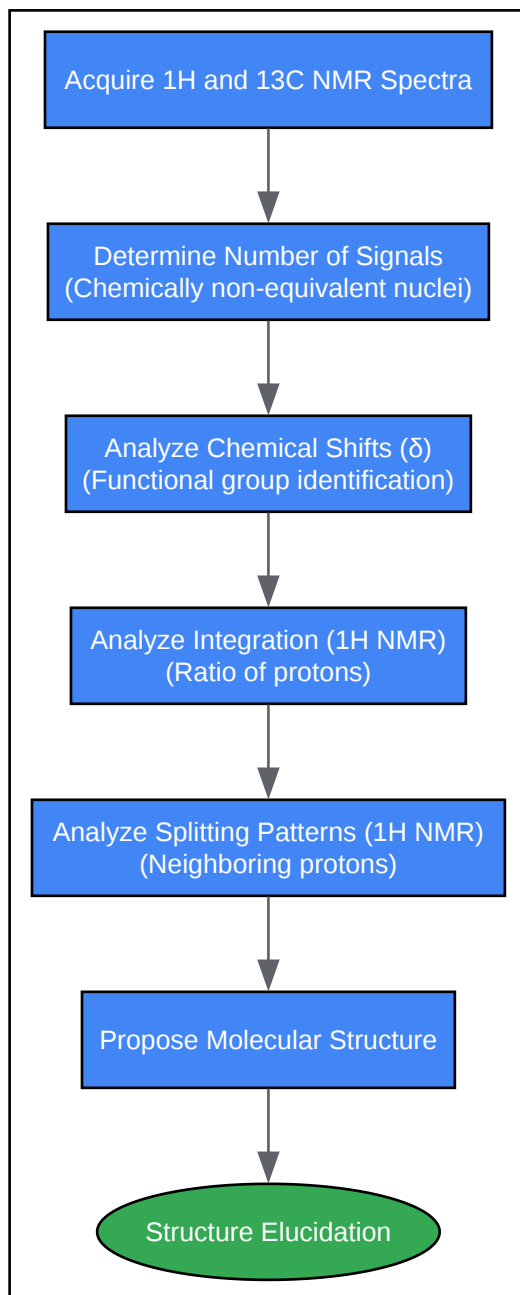 Acquire 1H and 13C NMR Spectra
Determine Number of Signals
(Chemically non-equivalent nuclei)
Analyze Chemical Shifts (δ)
(Functional group identification)
Analyze Integration (1H NMR)
(Ratio of protons)
Analyze Splitting Patterns (1H NMR)
(Neighboring protons)
Propose Molecular Structure
Structure Elucidation